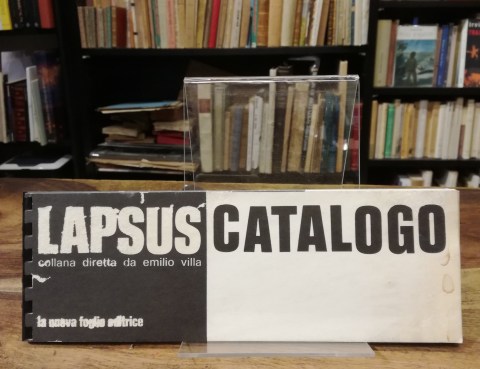 LAPSUS CATALOGO
collana diretta da emilio villa
la nuova foglio editrice